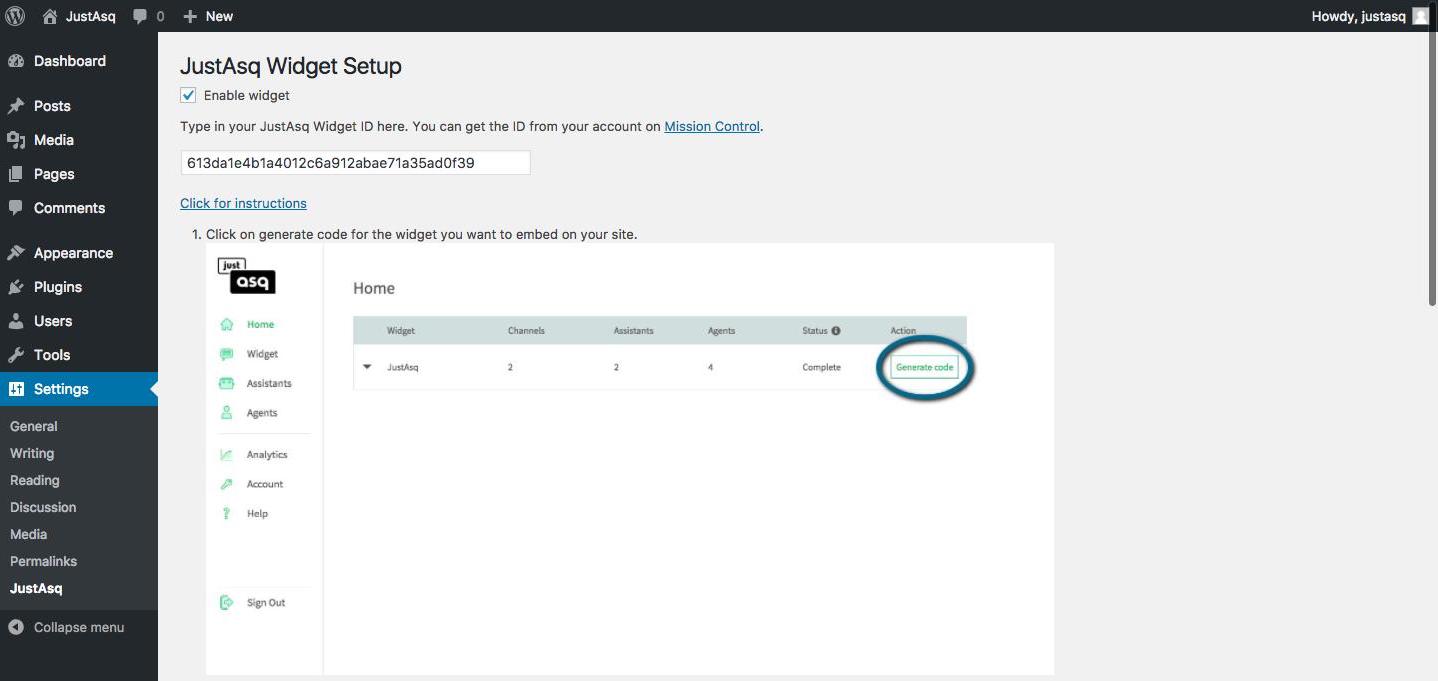 JustAsq 0 New Howdy, justasq
Dashboard
Posts
Media
Pages
Comments
Appearance
Plugins
Users
Tools
Settings
General
Writing
Reading
Discussion
Media
Permalinks
JustAsq
Collapse menu
JustAsq Widget Setup
Enable widget
Type in your JustAsq Widget ID here. You can get the ID from your account on Mission Control.
613da1e4b1a4012c6a912abae71a35ad0f39
Click for instructions
1. Click on generate code for the widget you want to embed on your site.
just
asq
Home
Widget
Assistants
Agents
Analytics
Account
Help
Sign Out
Home
Widget Channels Assistants Agents Status Action
JustAsq 2 2 4 Complete Generate code